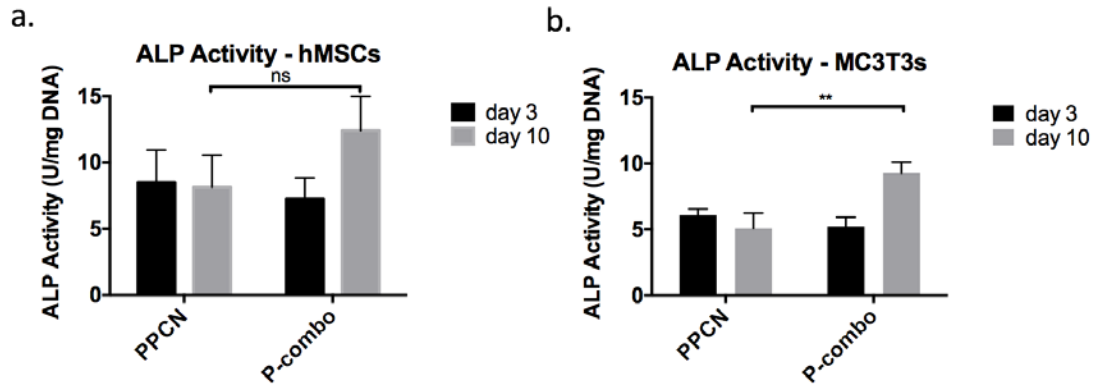 a.
ALP Activity - hMSCs
ns
ALP Activity (U/mg DNA)
15
10
5
0
PPCN
P-combo
day 3
day 10
b.
ALP Activity - MC3T3s
**
ALP Activity (U/mg DNA)
15
10
5
0
PPCN
P-combo
day 3
day 10